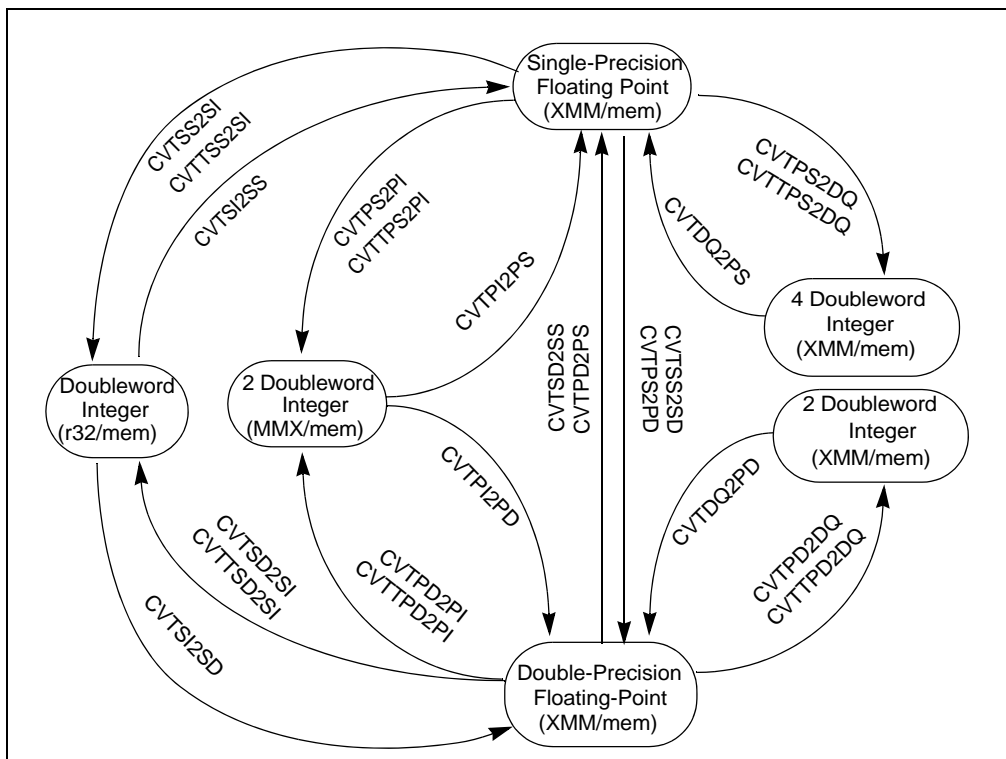 Single-Precision
Floating Point
(XMM/mem)
CVTSS2SI
CVTTSS2SI
CVTSI2SS
CVTPS2PI
CVTTPS2PI
CVTPI2PS
CVTPS2DQ
CVTTPS2DQ
CVTDQ2PS
4 Doubleword
Integer
(XMM/mem)
Doubleword
Integer
(r32/mem)
2 Doubleword
Integer
(MMX/mem)
CVTSD2SS
CVTPD2PS
CVTSS2SD
CVTPS2PD
2 Doubleword
Integer
(XMM/mem)
CVTPI2PD
CVTDQ2PD
CVTSD2SI
CVTTSD2SI
CVTPD2PI
CVTTPD2PI
CVTPD2DQ
CVTTPD2DQ
CVTSI2SD
Double-Precision
Floating-Point
(XMM/mem)